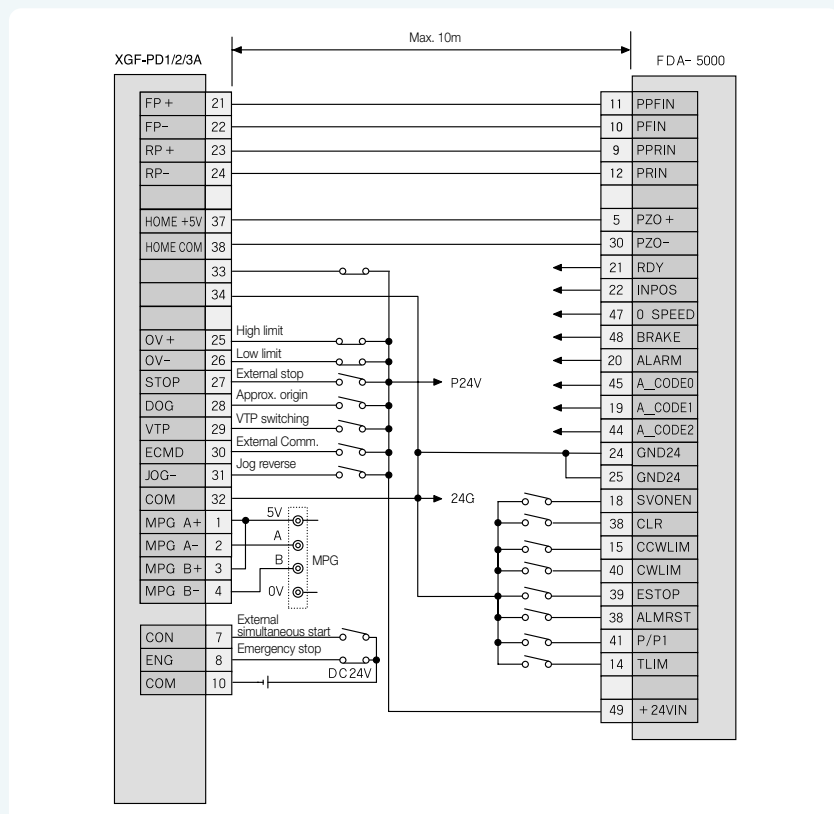 Max. 10m
XGF-PD1/2/3A
FDA-5000
FP+ 21
11 PPFIN
FP- 22
10 PFIN
RP+ 23
9 PPRIN
RP- 24
12 PRIN
HOME +5V 37
5 PZO+
HOME COM 38
30 PZO-
33
21 RDY
34
22 INPOS
47 0 SPEED
OV+ 25 High limit
48 BRAKE
OV- 26 Low limit
20 ALARM
STOP 27 External stop
P24V
45 A_CODE0
DOG 28 Approx. origin
19 A_CODE1
VTP 29 VTP switching
44 A_CODE2
ECMD 30 External Comm.
24 GND24
JOG- 31 Jog reverse
25 GND24
COM 32
24G
18 SVONEN
MPG A+ 1 5V
38 CLR
MPG A- 2 A
15 CCWLIM
MPG B+ 3 B
MPG
40 CWLIM
MPG B- 4 0V
39 ESTOP
38 ALMRST
CON 7 External
simultaneous start
41 P/P1
ENG 8 Emergency stop
14 TLIM
DC24V
COM 10
49 +24VIN